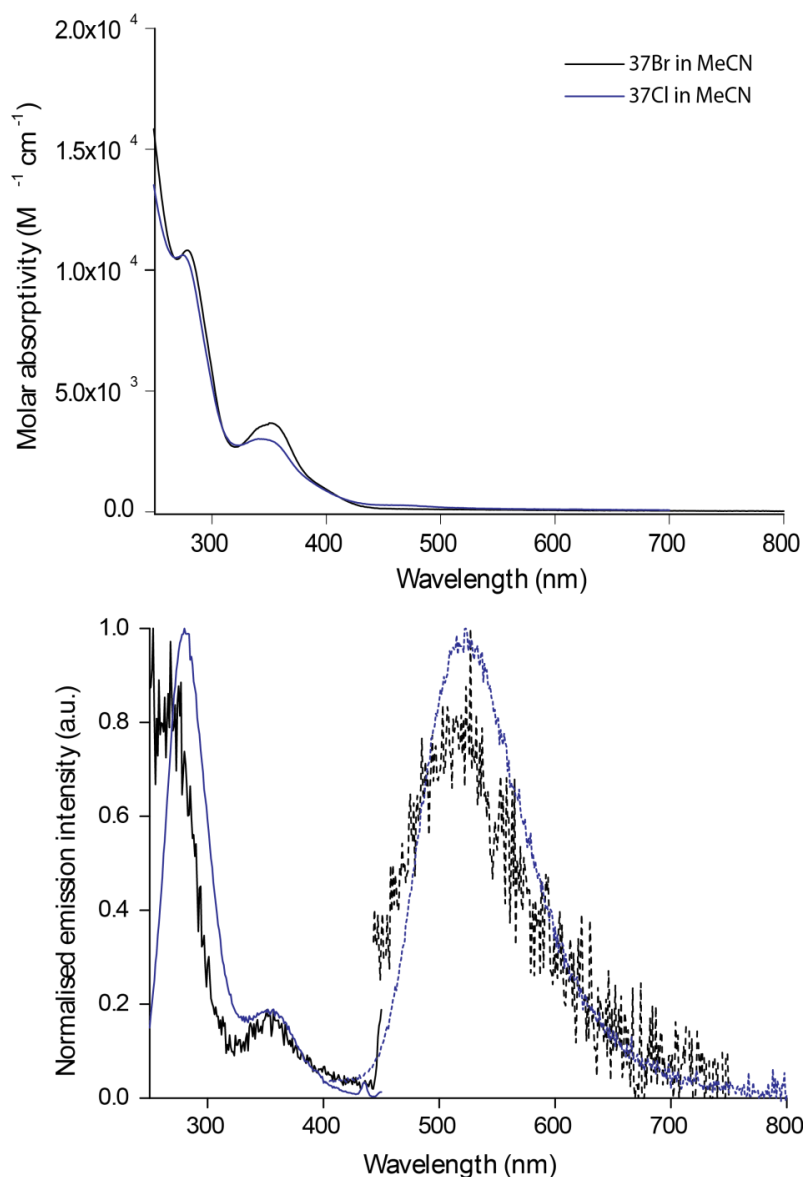 2.0x10 4
37Br in MeCN
37Cl in MeCN
1.5x10 4
1.0x10 4
5.0x10 3
0.0
Molar absorptivity (M -1 cm-1)
300 400 500 600 700 800
Wavelength (nm)
1.0
0.8
0.6
0.4
0.2
0.0
Normalised emission intensity (a.u.)
300 400 500 600 700 800
Wavelength (nm)